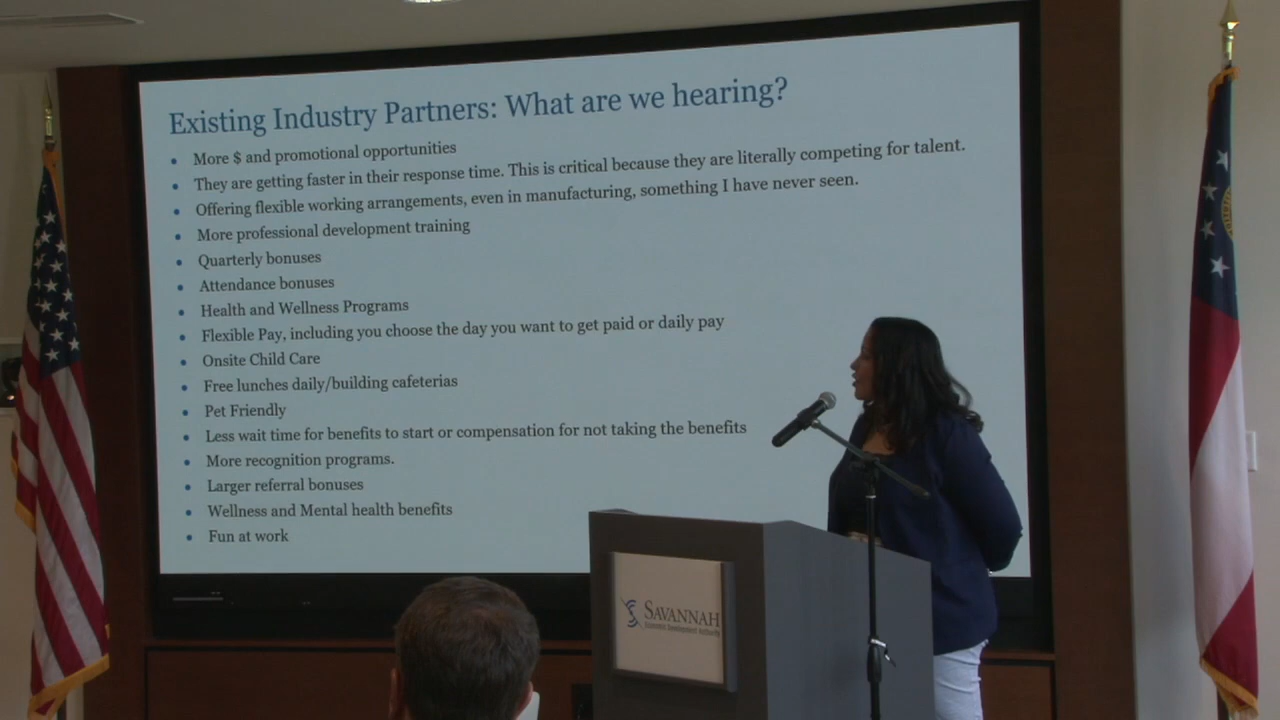 Existing Industry Partners: What are we hearing?
• More $ and promotional opportunities
• They are getting faster in their response time. This is critical because they are literally competing for talent.
• Offering flexible working arrangements, even in manufacturing, something I have never seen.
• More professional development training
• Quarterly bonuses
• Attendance bonuses
• Health and Wellness Programs
• Flexible Pay, including you choose the day you want to get paid or daily pay
• Onsite Child Care
• Free lunches daily/building cafeterias
• Pet Friendly
• Less wait time for benefits to start or compensation for not taking the benefits
• More recognition programs.
• Larger referral bonuses
• Wellness and Mental health benefits
• Fun at work
SAVANNAH
Economic Development Authority